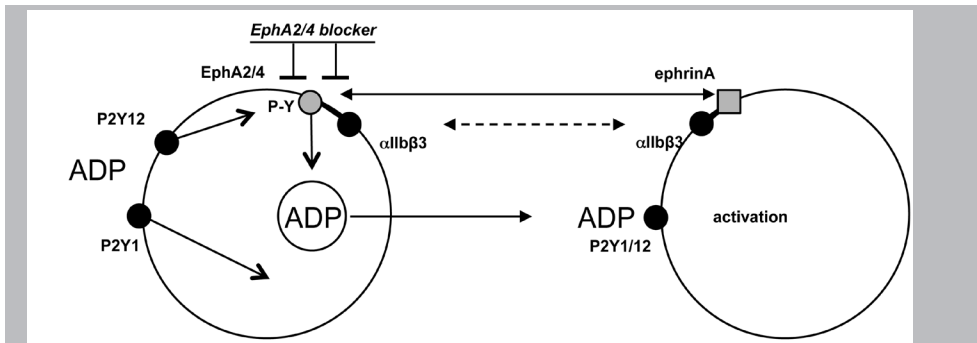 EphA2/4 blocker
EphA2/4
ephrinA
P-Y
P2Y12
αIIbβ3
αIIbβ3
ADP
ADP
ADP
activation
P2Y1
P2Y1/12